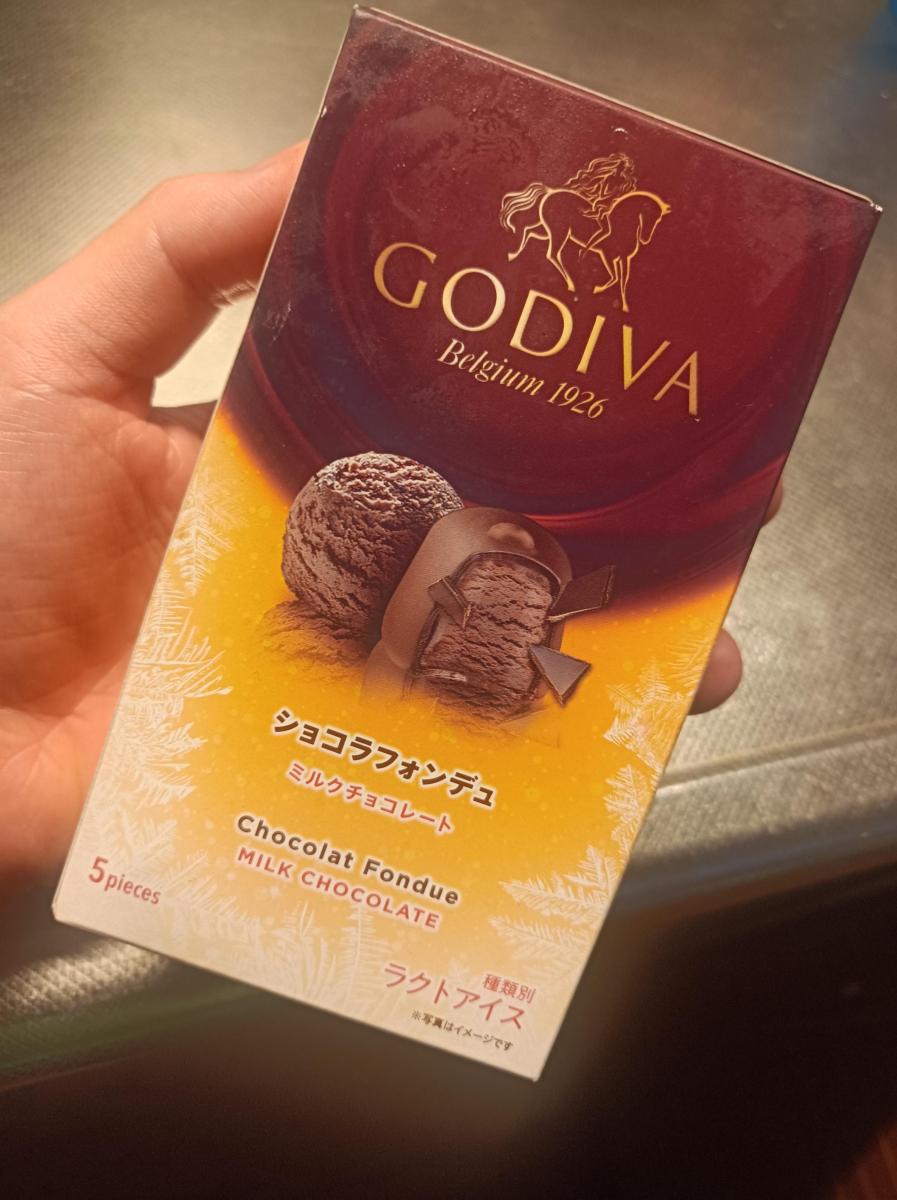 GODIVA
Belgium 1926
ショコラフォンデュ
ミルクチョコレート
Chocolat Fondue
MILK CHOCOLATE
5pieces
種類別
ラクトアイス
※写真はイメージです